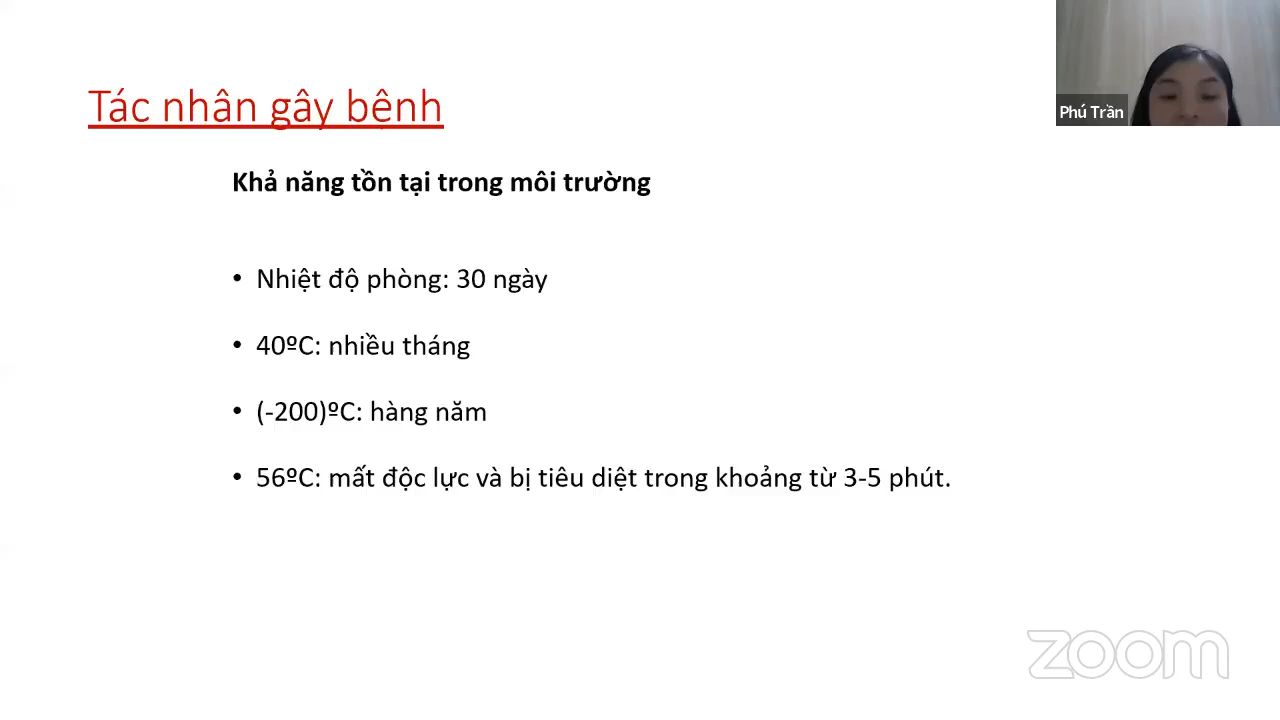 Tác nhân gây bệnh
Phú Trần
Khả năng tồn tại trong môi trường
• Nhiệt độ phòng: 30 ngày
• 40ºC: nhiều tháng
• (-200)ºC: hàng năm
• 56ºC: mất độc lực và bị tiêu diệt trong khoảng từ 3-5 phút.
zoom